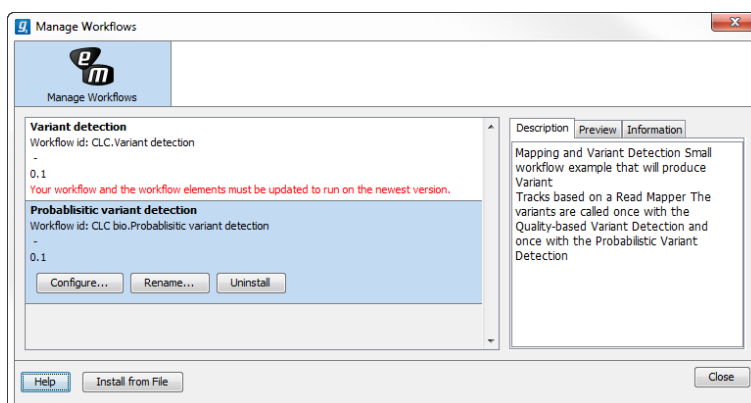 Manage Workflows
Manage Workflows
Variant detection
Workflow id: CLC.Variant detection
-
0.1
Your workflow and the workflow elements must be updated to run on the newest version.
Probablisitic variant detection
Workflow id: CLC bio.Probablisitic variant detection
-
0.1
Configure... Rename... Uninstall
Description Preview Information
Mapping and Variant Detection Small
workflow example that will produce
Variant
Tracks based on a Read Mapper The
variants are called once with the
Quality-based Variant Detection and
once with the Probabilistic Variant
Detection
Help Install from File Close